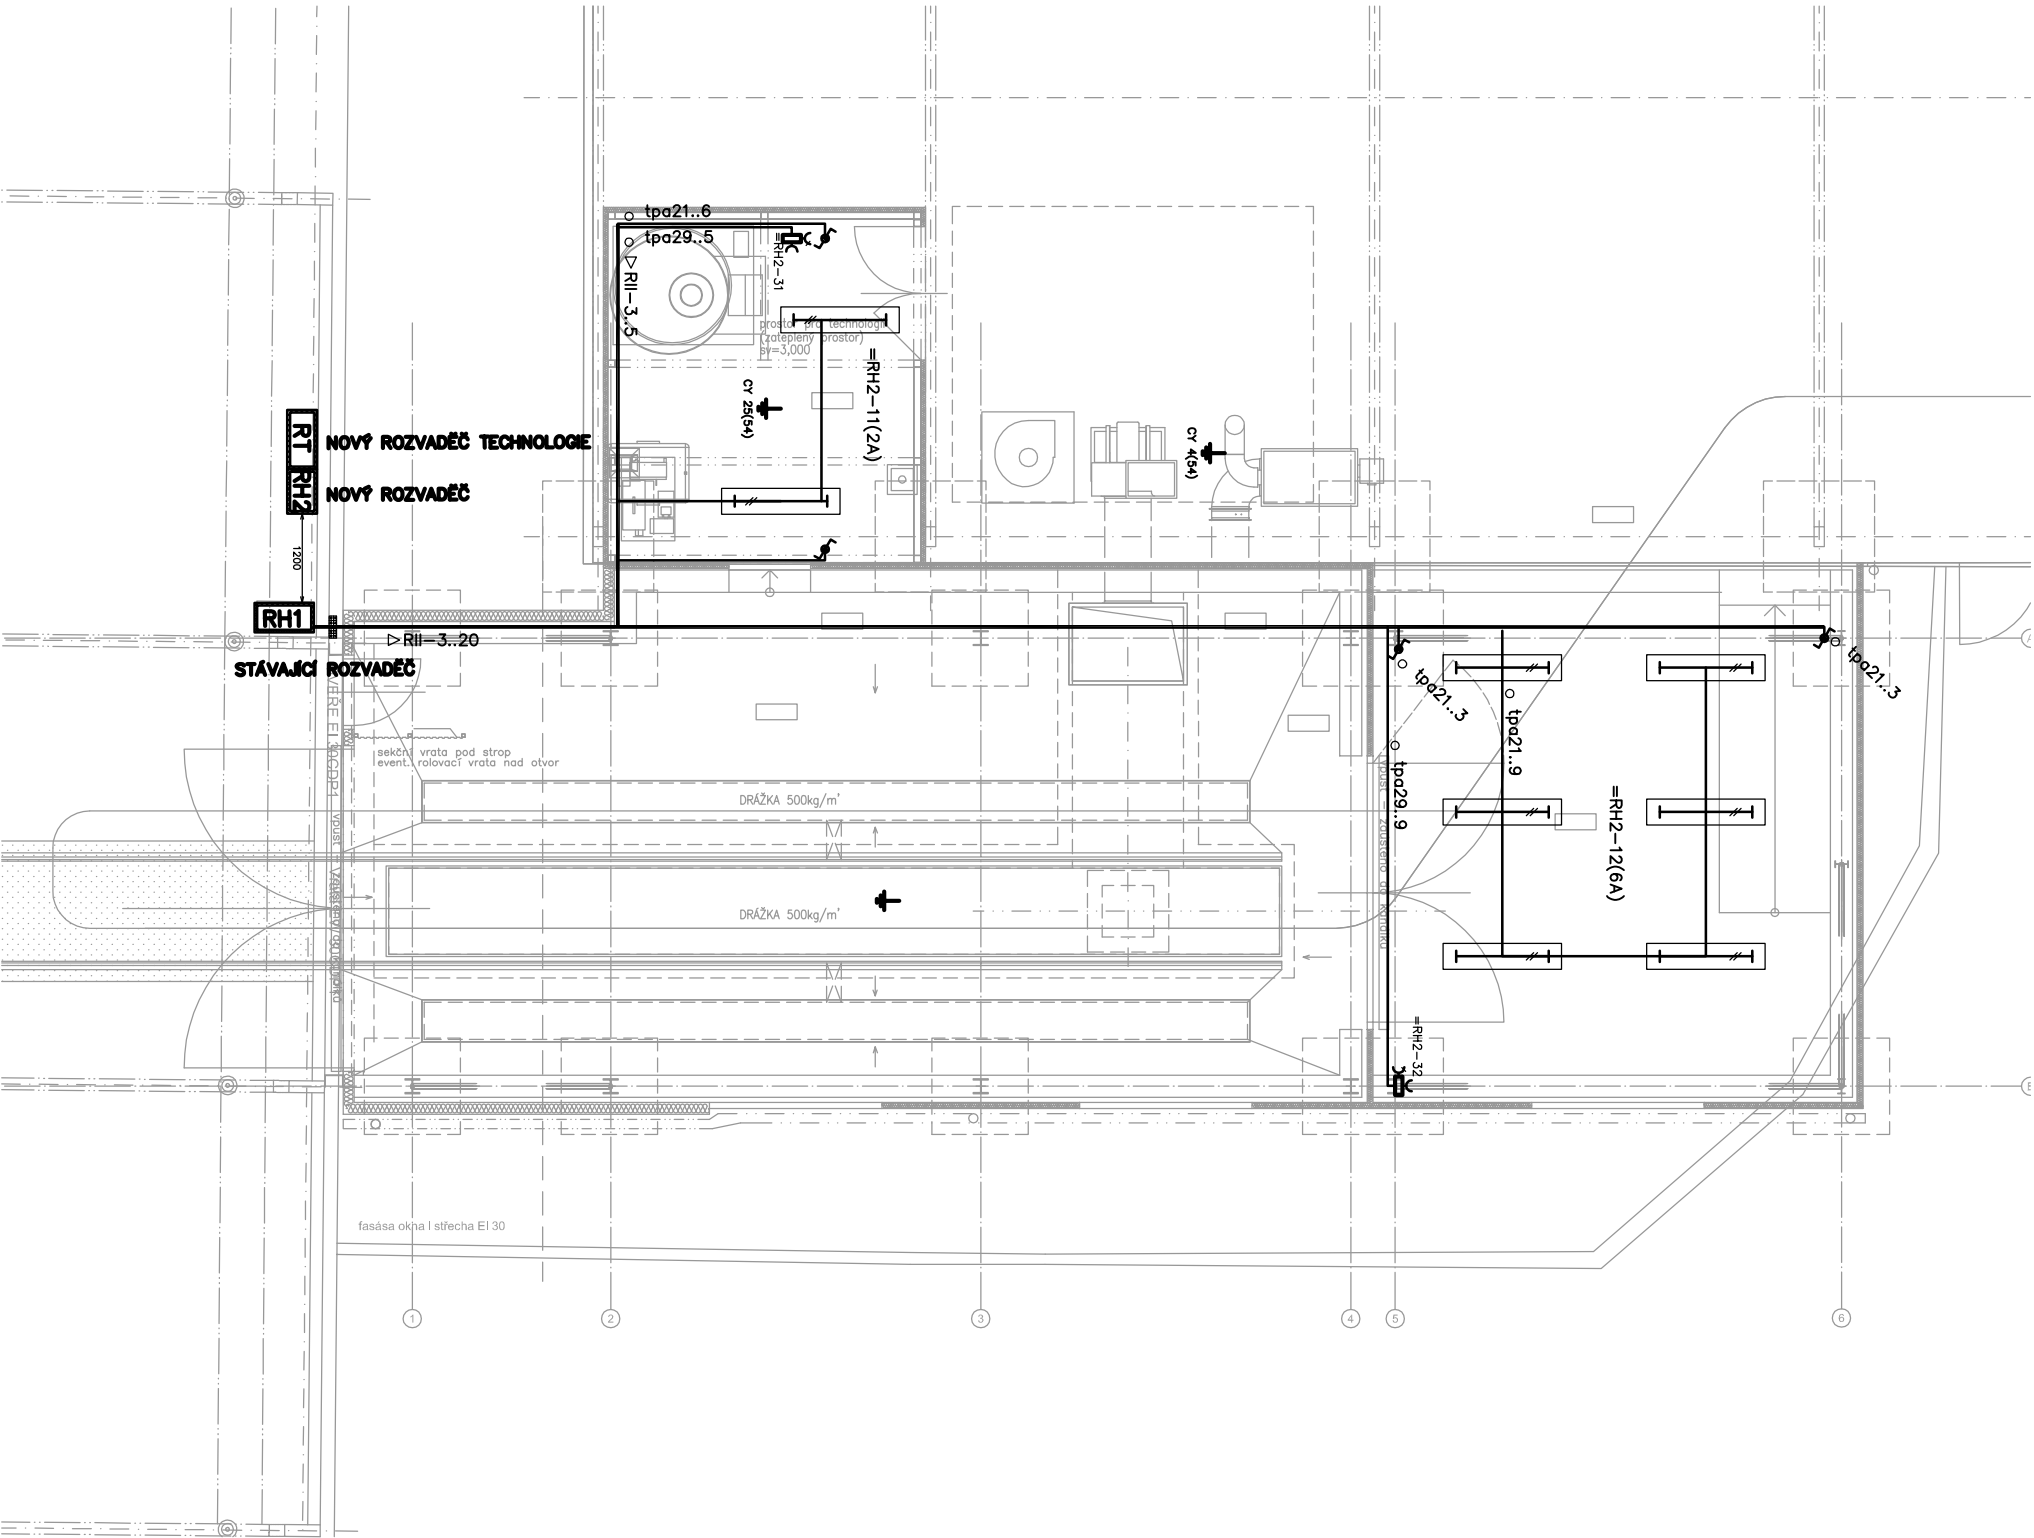 tpa21..6
tpa29..5
=RH2-31
▷RII-3..5
prostor pro technologii
(zateplený prostor)
sv=3,000
=RH2-11(2A)
CY 25(54)
CY 4(54)
RT
NOVÝ ROZVADĚČ TECHNOLOGIE
RH2
NOVÝ ROZVADĚČ
1200
RH1
▷RII-3..20
STÁVAJÍCÍ ROZVADĚČ
A
tpa21..3
tpa21..3
tpa21..9
tpa29..9
sekční vrata pod strop
event. rolovací vrata nad otvor
DRÁŽKA 500kg/m'
=RH2-12(6A)
DRÁŽKA 500kg/m'
=RH2-32
fasása okna I střecha EI 30
1
2
3
4
5
6